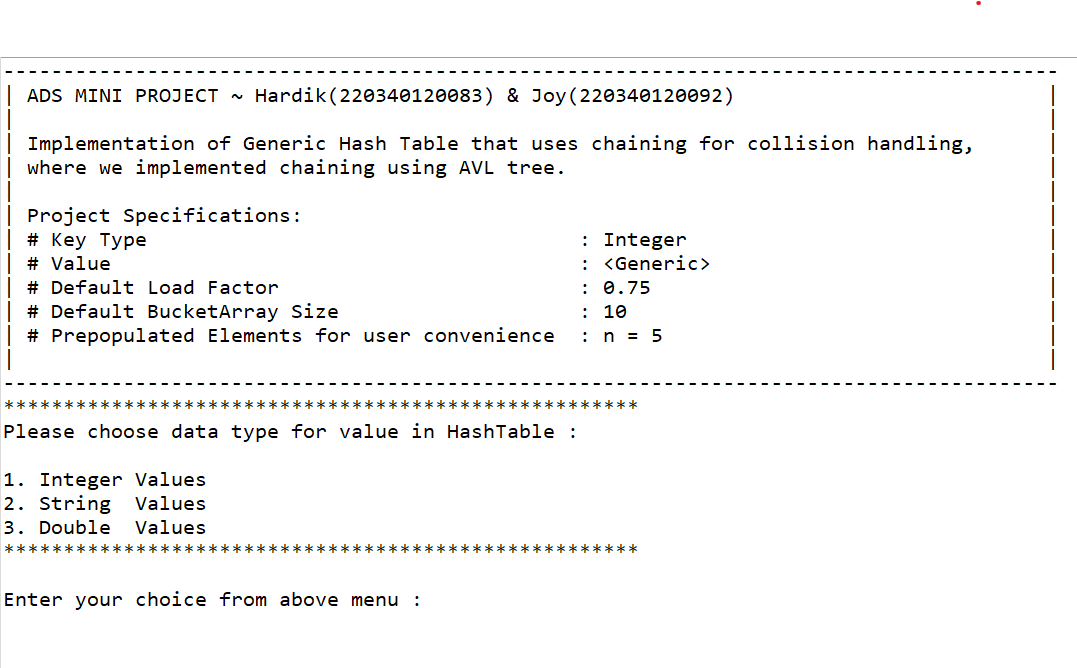 ----------------------------------------------------------------------------------------
| ADS MINI PROJECT ~ Hardik(220340120083) & Joy(220340120092)                          |
|                                                                                      |
| Implementation of Generic Hash Table that uses chaining for collision handling,      |
| where we implemented chaining using AVL tree.                                        |
|                                                                                      |
| Project Specifications:                                                              |
| # Key Type                                    : Integer                              |
| # Value                                       : <Generic>                            |
| # Default Load Factor                         : 0.75                                 |
| # Default BucketArray Size                    : 10                                   |
| # Prepopulated Elements for user convenience  : n = 5                                |
|                                                                                      |
----------------------------------------------------------------------------------------
*****************************************************
Please choose data type for value in HashTable :

1. Integer Values
2. String  Values
3. Double  Values
*****************************************************

Enter your choice from above menu :